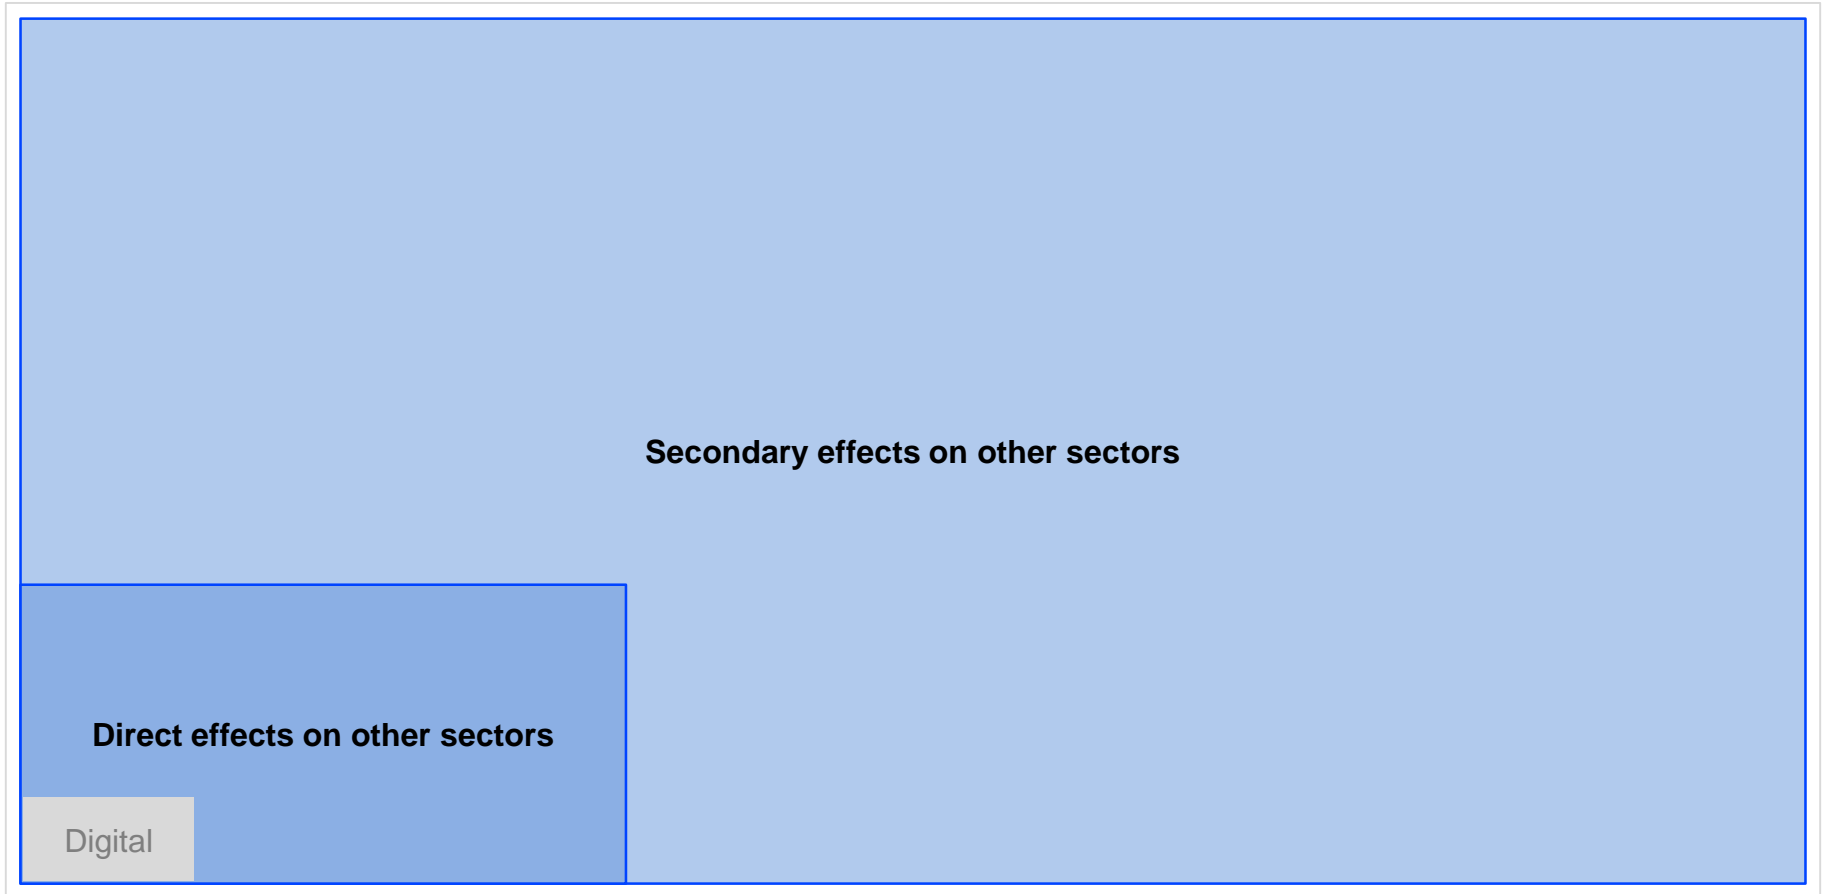 Secondary effects on other sectors
Direct effects on other sectors
Digital